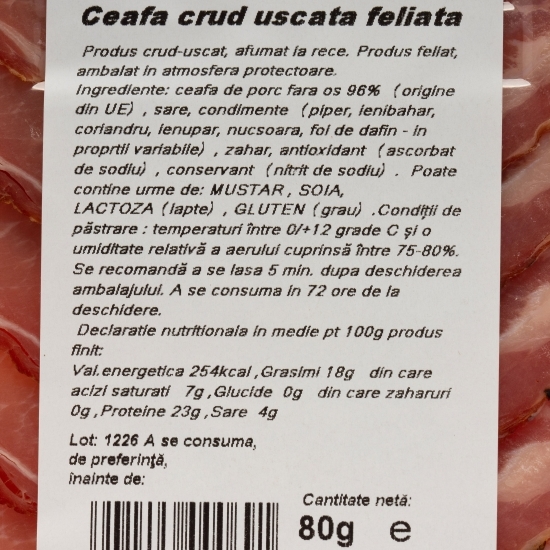 Ceafa crud uscata feliata
Produs crud-uscat, afumat la rece. Produs feliat,
ambalat in atmosfera protectoare.
Ingrediente: ceafa de porc fara os 96% (origine
din UE) , sare, condimente (piper, ienibahar,
coriandru, ienupar, nucsoara, foi de dafin - in
proprtii variabile) , zahar, antioxidant (ascorbat
de sodiu) , conservant (nitrit de sodiu) . Poate
contine urme de: MUSTAR , SOIA,
LACTOZA (lapte) , GLUTEN (grau) .Condiții de
păstrare : temperaturi între 0/+12 grade C și o
umiditate relativă a aerului cuprinsă între 75-80%.
Se recomandă a se lasa 5 min. dupa deschiderea
ambalajului. A se consuma in 72 ore de la
deschidere.
Declaratie nutritionala in medie pt 100g produs
finit:
Val.energetica 254kcal ,Grasimi 18g din care
acizi saturati 7g ,Glucide 0g din care zaharuri
0g ,Proteine 23g ,Sare 4g
Lot: 1226 A se consuma,
de preferință,
înainte de:
Cantitate netă:
80g e